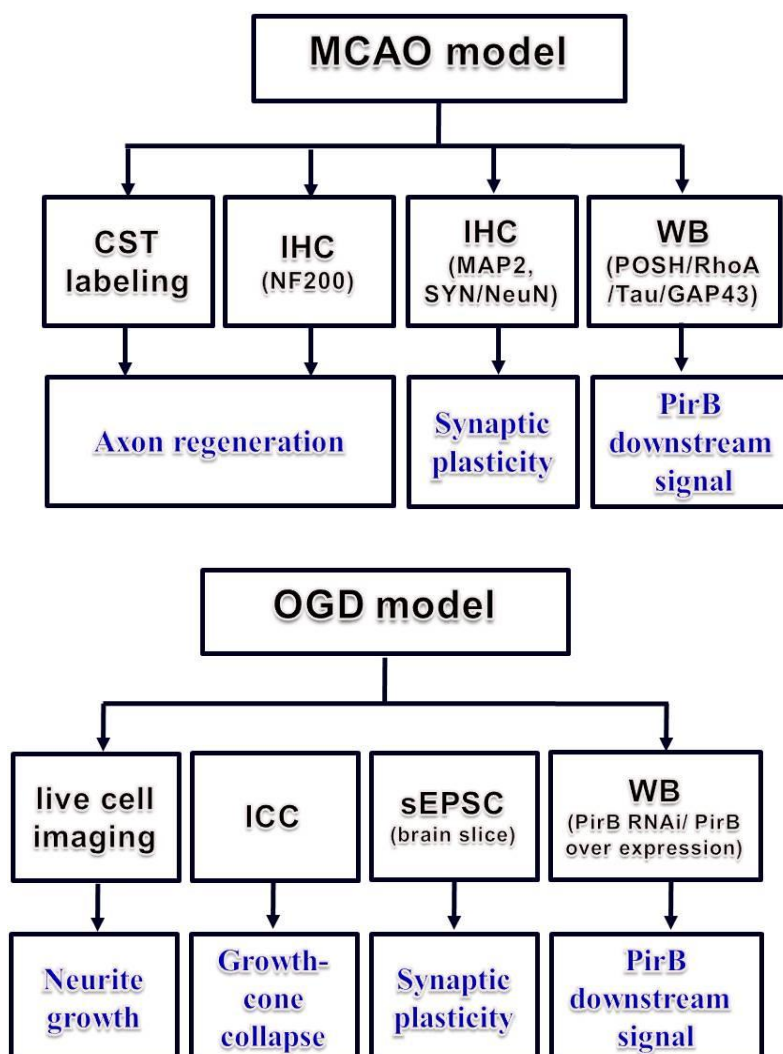 MCAO model
CST
labeling
IHC
(NF200)
IHC
(MAP2,
SYN/NeuN)
WB
(POSH/RhoA
/Tau/GAP43)
Axon regeneration
Synaptic
plasticity
PirB
downstream
signal
OGD model
live cell
imaging
ICC
sEPSC
(brain slice)
WB
(PirB RNAi/ PirB
over expression)
Neurite
growth
Growth-
cone
collapse
Synaptic
plasticity
PirB
downstream
signal